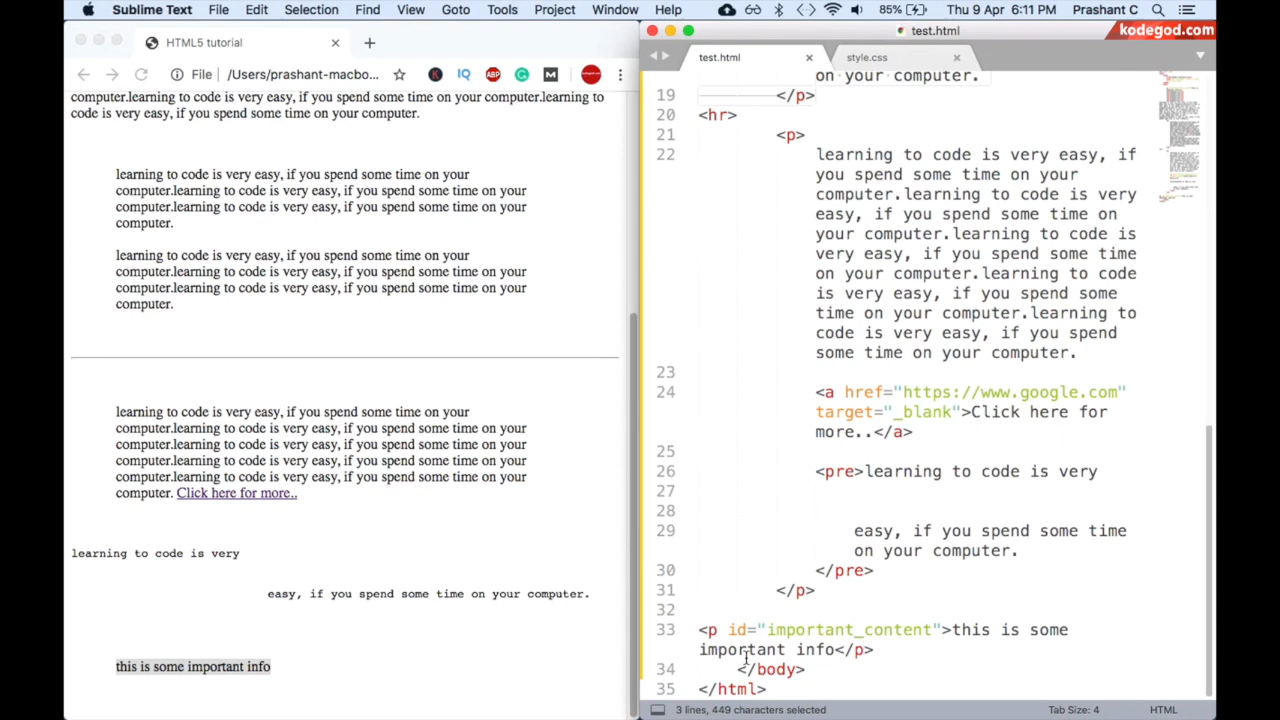 Sublime Text File Edit Selection Find View Goto Tools Project Window Help 85% Thu 9 Apr 6:11 PM Prashant C
kodegod.com
HTML5 tutorial
File /Users/prashant-macbo...
K IQ ABP G M
computer.learning to code is very easy, if you spend some time on your computer.learning to
code is very easy, if you spend some time on your computer.
learning to code is very easy, if you spend some time on your
computer.learning to code is very easy, if you spend some time on your
computer.learning to code is very easy, if you spend some time on your
computer.
learning to code is very easy, if you spend some time on your
computer.learning to code is very easy, if you spend some time on your
computer.learning to code is very easy, if you spend some time on your
computer.
learning to code is very easy, if you spend some time on your
computer.learning to code is very easy, if you spend some time on your
computer.learning to code is very easy, if you spend some time on your
computer.learning to code is very easy, if you spend some time on your
computer.learning to code is very easy, if you spend some time on your
computer. Click here for more..
learning to code is very
easy, if you spend some time on your computer.
this is some important info
test.html
test.html style.css
on your computer.
19 </p>
20 <hr>
21 <p>
22 learning to code is very easy, if
you spend some time on your
computer.learning to code is very
easy, if you spend some time on
your computer.learning to code is
very easy, if you spend some time
on your computer.learning to code
is very easy, if you spend some
time on your computer.learning to
code is very easy, if you spend
some time on your computer.
23
24 <a href="https://www.google.com"
target="_blank">Click here for
more..</a>
25
26 <pre>learning to code is very
27
28
29 easy, if you spend some time
on your computer.
30 </pre>
31 </p>
32
33 <p id="important_content">this is some
important info</p>
34 </body>
35 </html>
3 lines, 449 characters selected Tab Size: 4 HTML